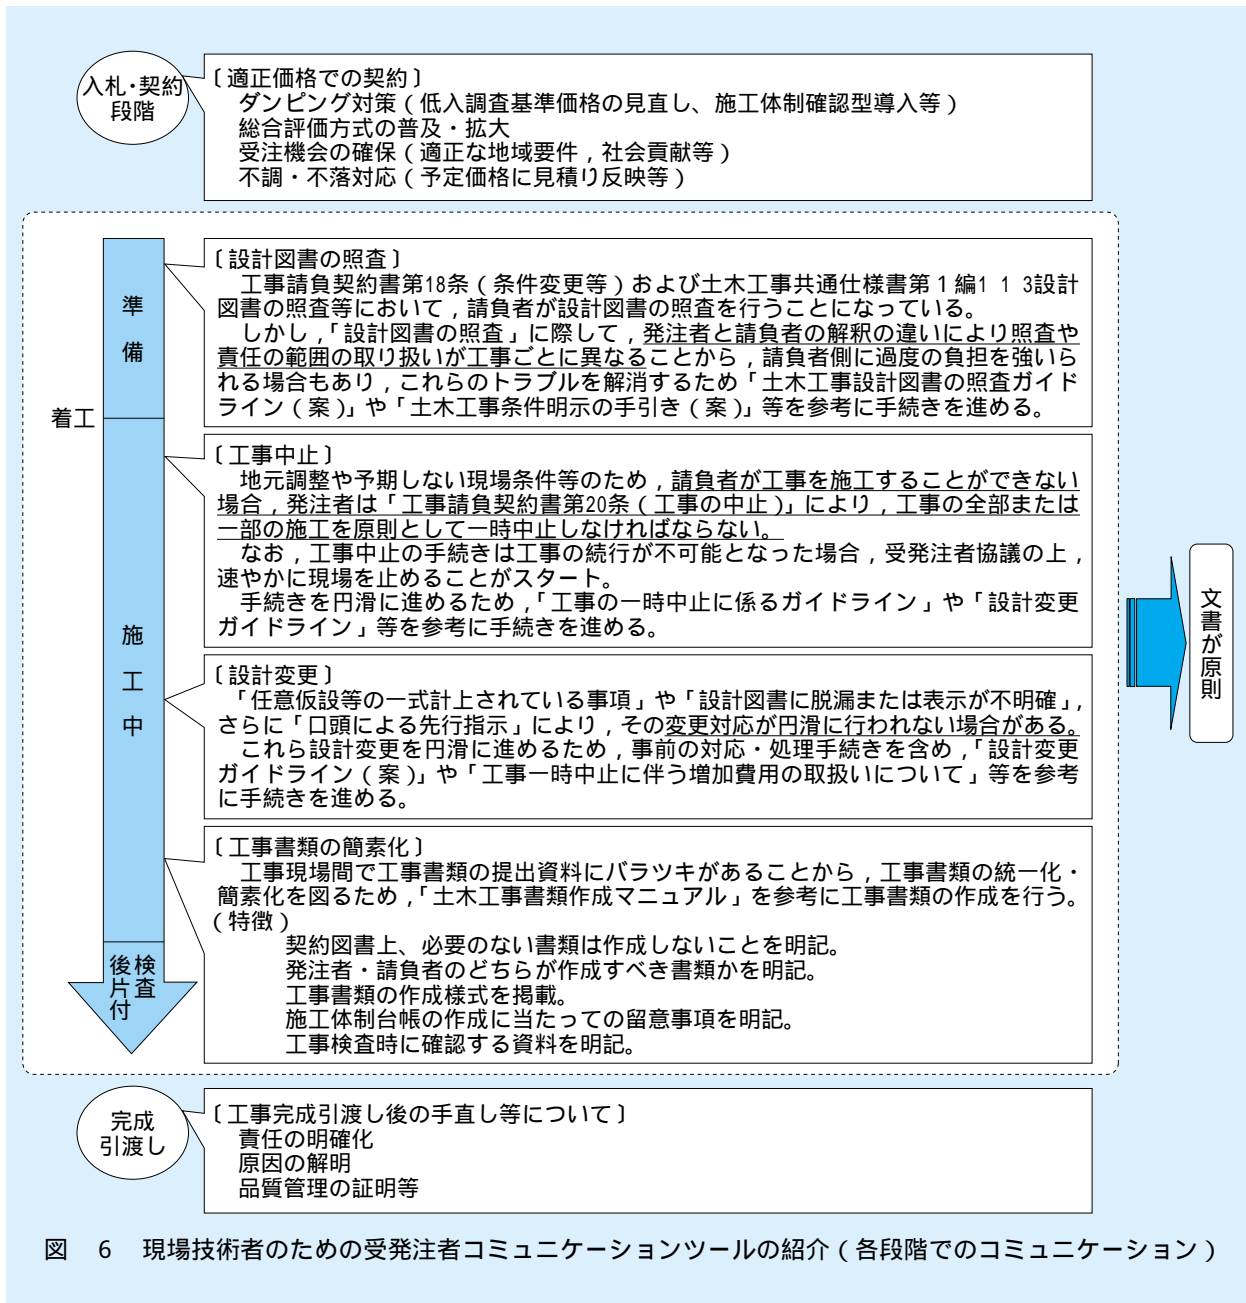 入札・契約
段階
〔適正価格での契約〕
ダンピング対策(低入調査基準価格の見直し、施工体制確認型導入等)
総合評価方式の普及・拡大
受注機会の確保(適正な地域要件，社会貢献等)
不調・不落対応(予定価格に見積り反映等)
準備
〔設計図書の照査〕
工事請負契約書第18条(条件変更等)および土木工事共通仕様書第1編1 1 3設計
図書の照査等において，請負者が設計図書の照査を行うことになっている。
しかし，「設計図書の照査」に際して，発注者と請負者の解釈の違いにより照査や
責任の範囲の取り扱いが工事ごとに異なることから，請負者側に過度の負担を強いら
れる場合もあり，これらのトラブルを解消するため「土木工事設計図書の照査ガイド
ライン(案)」や「土木工事条件明示の手引き(案)」等を参考に手続きを進める。
着工
施工中
〔工事中止〕
地元調整や予期しない現場条件等のため，請負者が工事を施工することができない
場合，発注者は「工事請負契約書第20条(工事の中止)」により，工事の全部または
一部の施工を原則として一時中止しなければならない。
なお，工事中止の手続きは工事の続行が不可能となった場合，受発注者協議の上，
速やかに現場を止めることがスタート。
手続きを円滑に進めるため，「工事の一時中止に係るガイドライン」や「設計変更
ガイドライン」等を参考に手続きを進める。
〔設計変更〕
「任意仮設等の一式計上されている事項」や「設計図書に脱漏または表示が不明確」，
さらに「口頭による先行指示」により，その変更対応が円滑に行われない場合がある。
これら設計変更を円滑に進めるため，事前の対応・処理手続きを含め，「設計変更
ガイドライン(案)」や「工事一時中止に伴う増加費用の取扱いについて」等を参考
に手続きを進める。
〔工事書類の簡素化〕
工事現場間で工事書類の提出資料にバラツキがあることから，工事書類の統一化・
簡素化を図るため，「土木工事書類作成マニュアル」を参考に工事書類の作成を行う。
(特徴)
契約図書上、必要のない書類は作成しないことを明記。
発注者・請負者のどちらが作成すべき書類かを明記。
工事書類の作成様式を掲載。
施工体制台帳の作成に当たっての留意事項を明記。
工事検査時に確認する資料を明記。
検査
後片付
文書が原則
完成
引渡し
〔工事完成引渡し後の手直し等について〕
責任の明確化
原因の解明
品質管理の証明等
図 6 現場技術者のための受発注者コミュニケーションツールの紹介(各段階でのコミュニケーション)